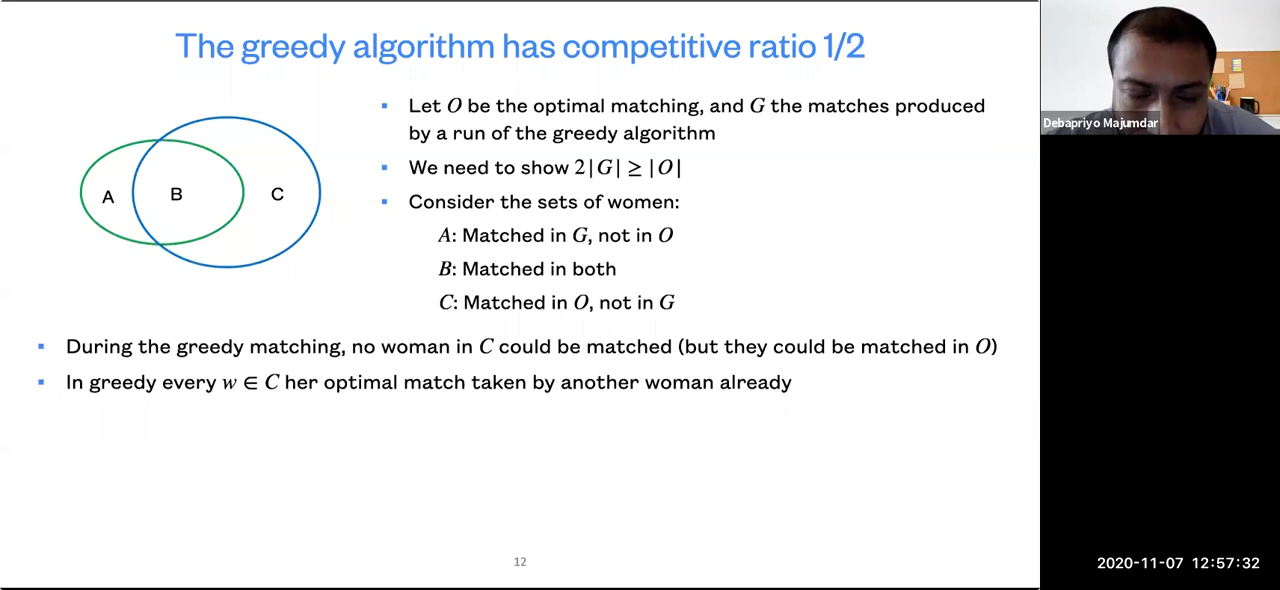 The greedy algorithm has competitive ratio 1/2
A
B
C
▪ Let O be the optimal matching, and G the matches produced
by a run of the greedy algorithm
▪ We need to show 2|G| ≥ |O|
▪ Consider the sets of women:
A: Matched in G, not in O
B: Matched in both
C: Matched in O, not in G
▪ During the greedy matching, no woman in C could be matched (but they could be matched in O)
▪ In greedy every w ∈ C her optimal match taken by another woman already
12
Debapriyo Majumdar
2020-11-07 12:57:32